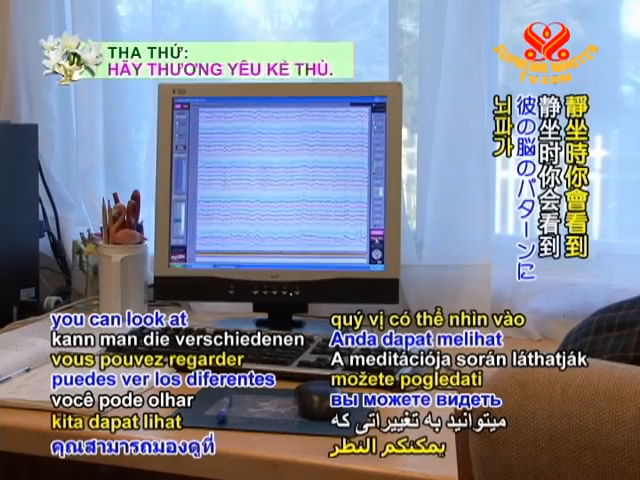 THA THỨ:
HÃY THƯƠNG YÊU KẺ THÙ.
SUPREME MASTER
TV.COM
靜坐時你會看到
静坐时你会看到
彼の脳のパターンに
뇌파가
you can look at
kann man die verschiedenen
vous pouvez regarder
puedes ver los diferentes
você pode olhar
kita dapat lihat
คุณสามารถมองดูที่
quý vị có thể nhìn vào
Anda dapat melihat
A meditációja során láthatják
možete pogledati
вы можете видеть
میتوانید به تغییراتی که
يمكنكم النظر